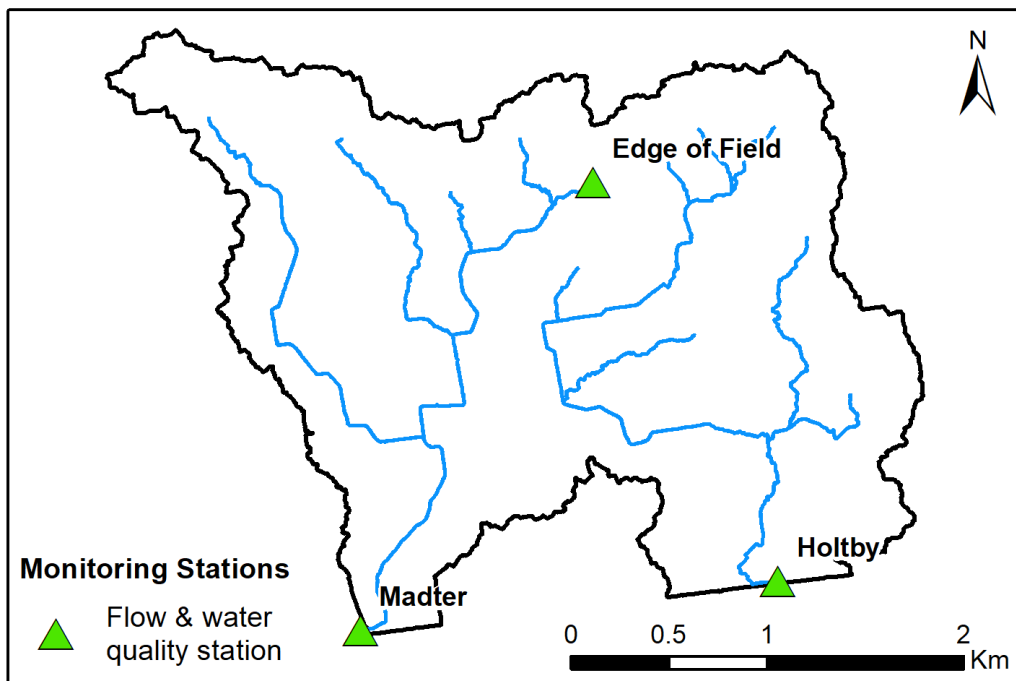 N
Edge of Field
Holtby
Monitoring Stations
Madter
Flow & water
quality station
0 0.5 1 2
Km